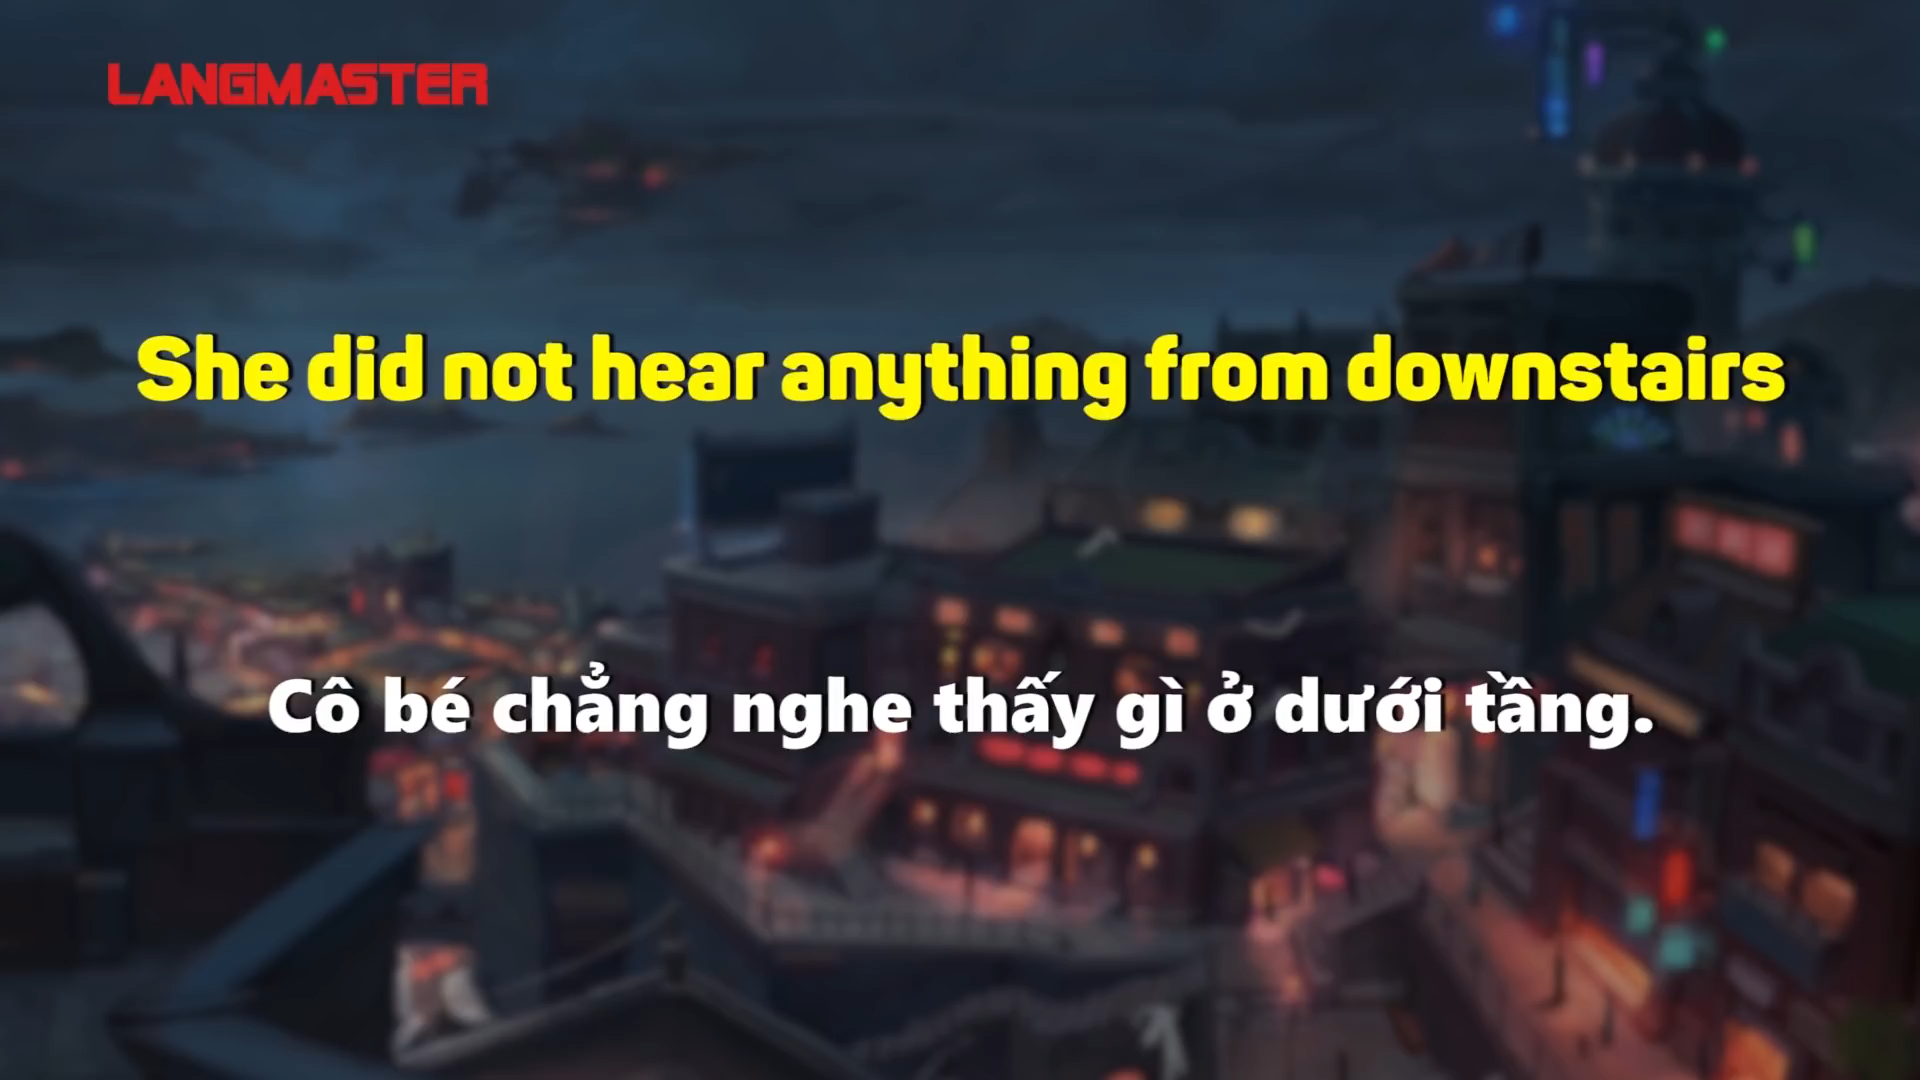 LANGMASTER
She did not hear anything from downstairs
Cô bé chẳng nghe thấy gì ở dưới tầng.